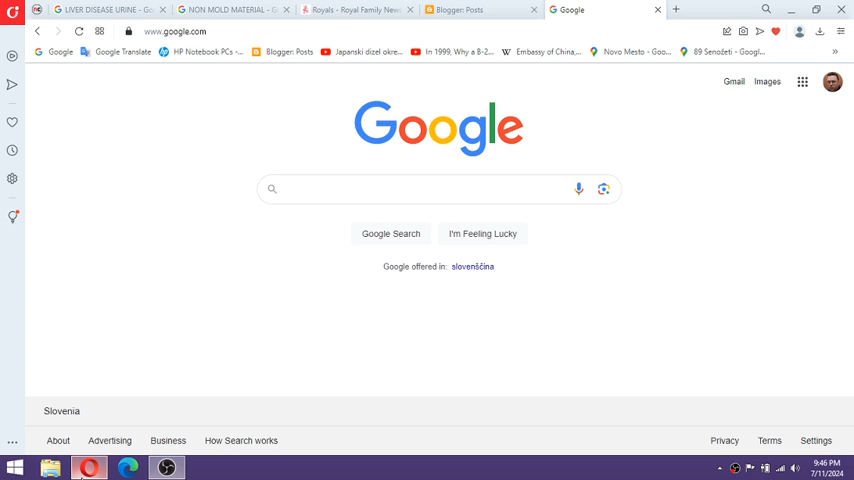 LIVER DISEASE URINE - Go
NON MOLD MATERIAL - G
Royals - Royal Family New
Blogger: Posts
Google
www.google.com
Google
Google Translate
HP Notebook PCs -...
Blogger: Posts
Japanski dizel okre...
In 1999, Why a B-2...
Embassy of China,...
Novo Mesto - Goo...
89 Senožeti - Googl...
Gmail
Images
Google
Google Search
I'm Feeling Lucky
Google offered in: slovenščina
Slovenia
About
Advertising
Business
How Search works
Privacy
Terms
Settings
9:46 PM
7/11/2024